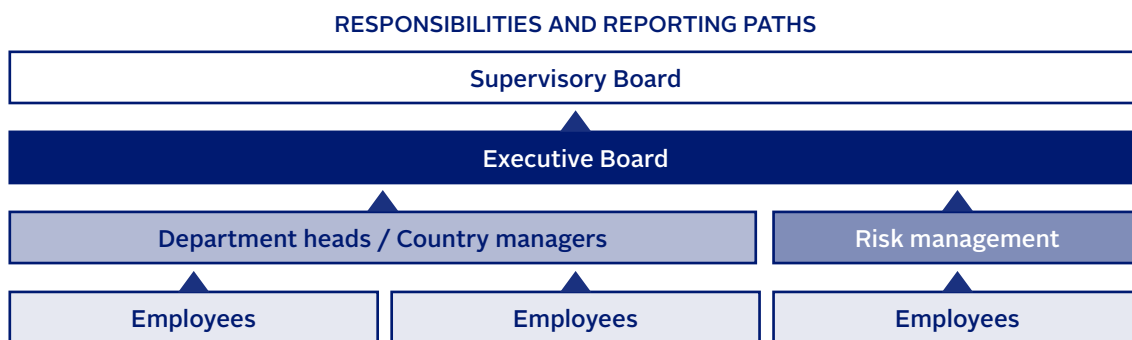 RESPONSIBILITIES AND REPORTING PATHS
Supervisory Board
Executive Board
Department heads / Country managers
Risk management
Employees
Employees
Employees